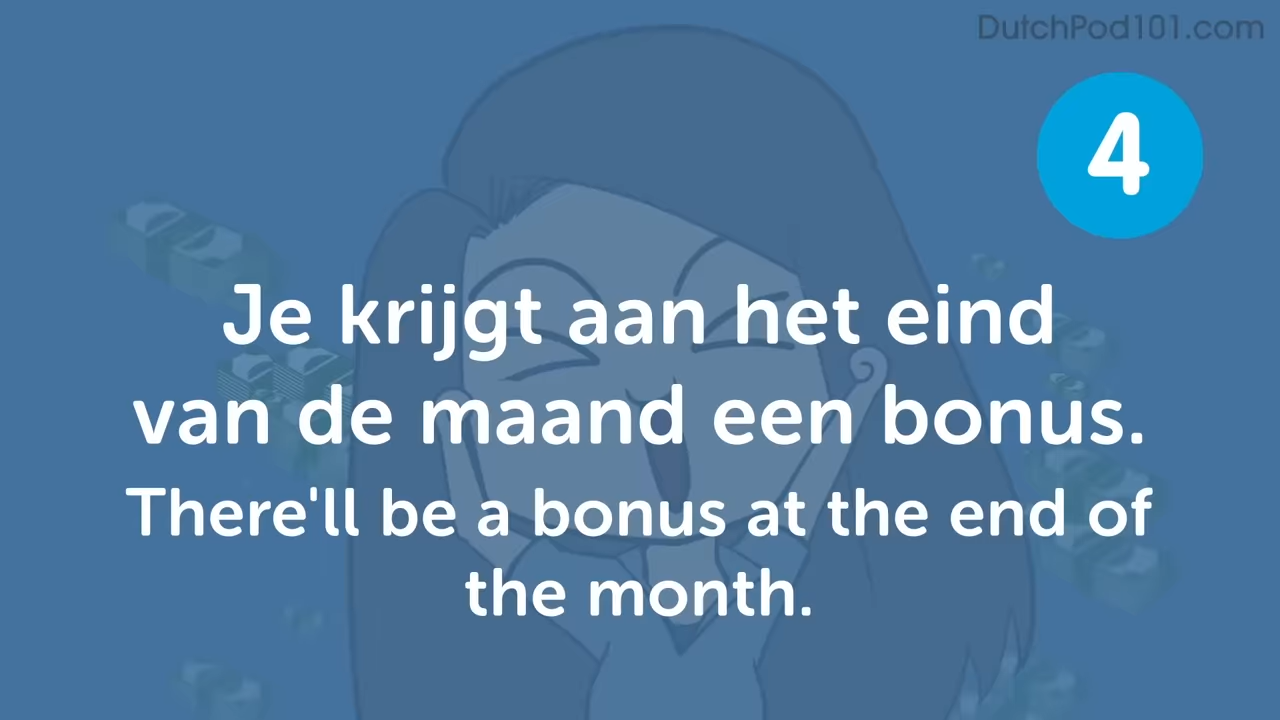 DutchPod101.com
4
Je krijgt aan het eind
van de maand een bonus.
There'll be a bonus at the end of
the month.